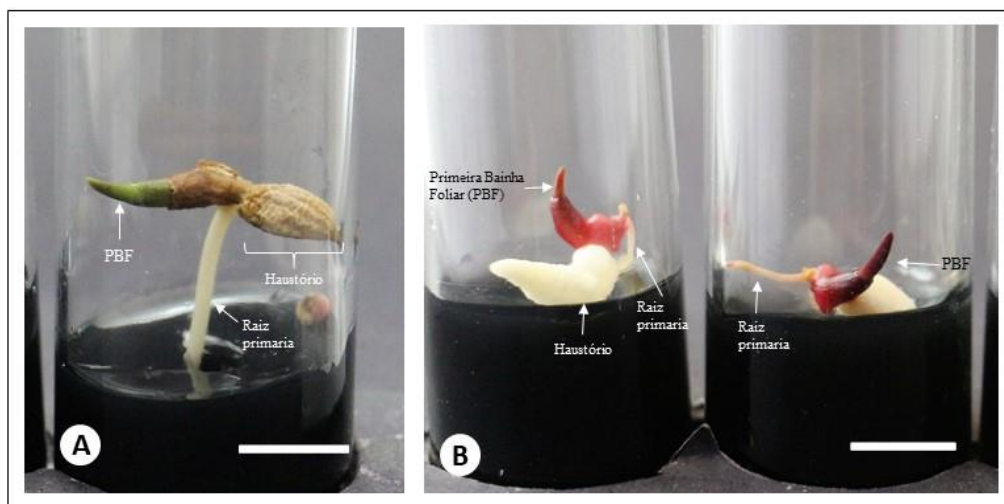 PBF
Haustório
Raiz
primaria
A
Primeira Bainha
Foliar (PBF)
PBF
Raiz
primaria
Raiz
primaria
Haustório
B